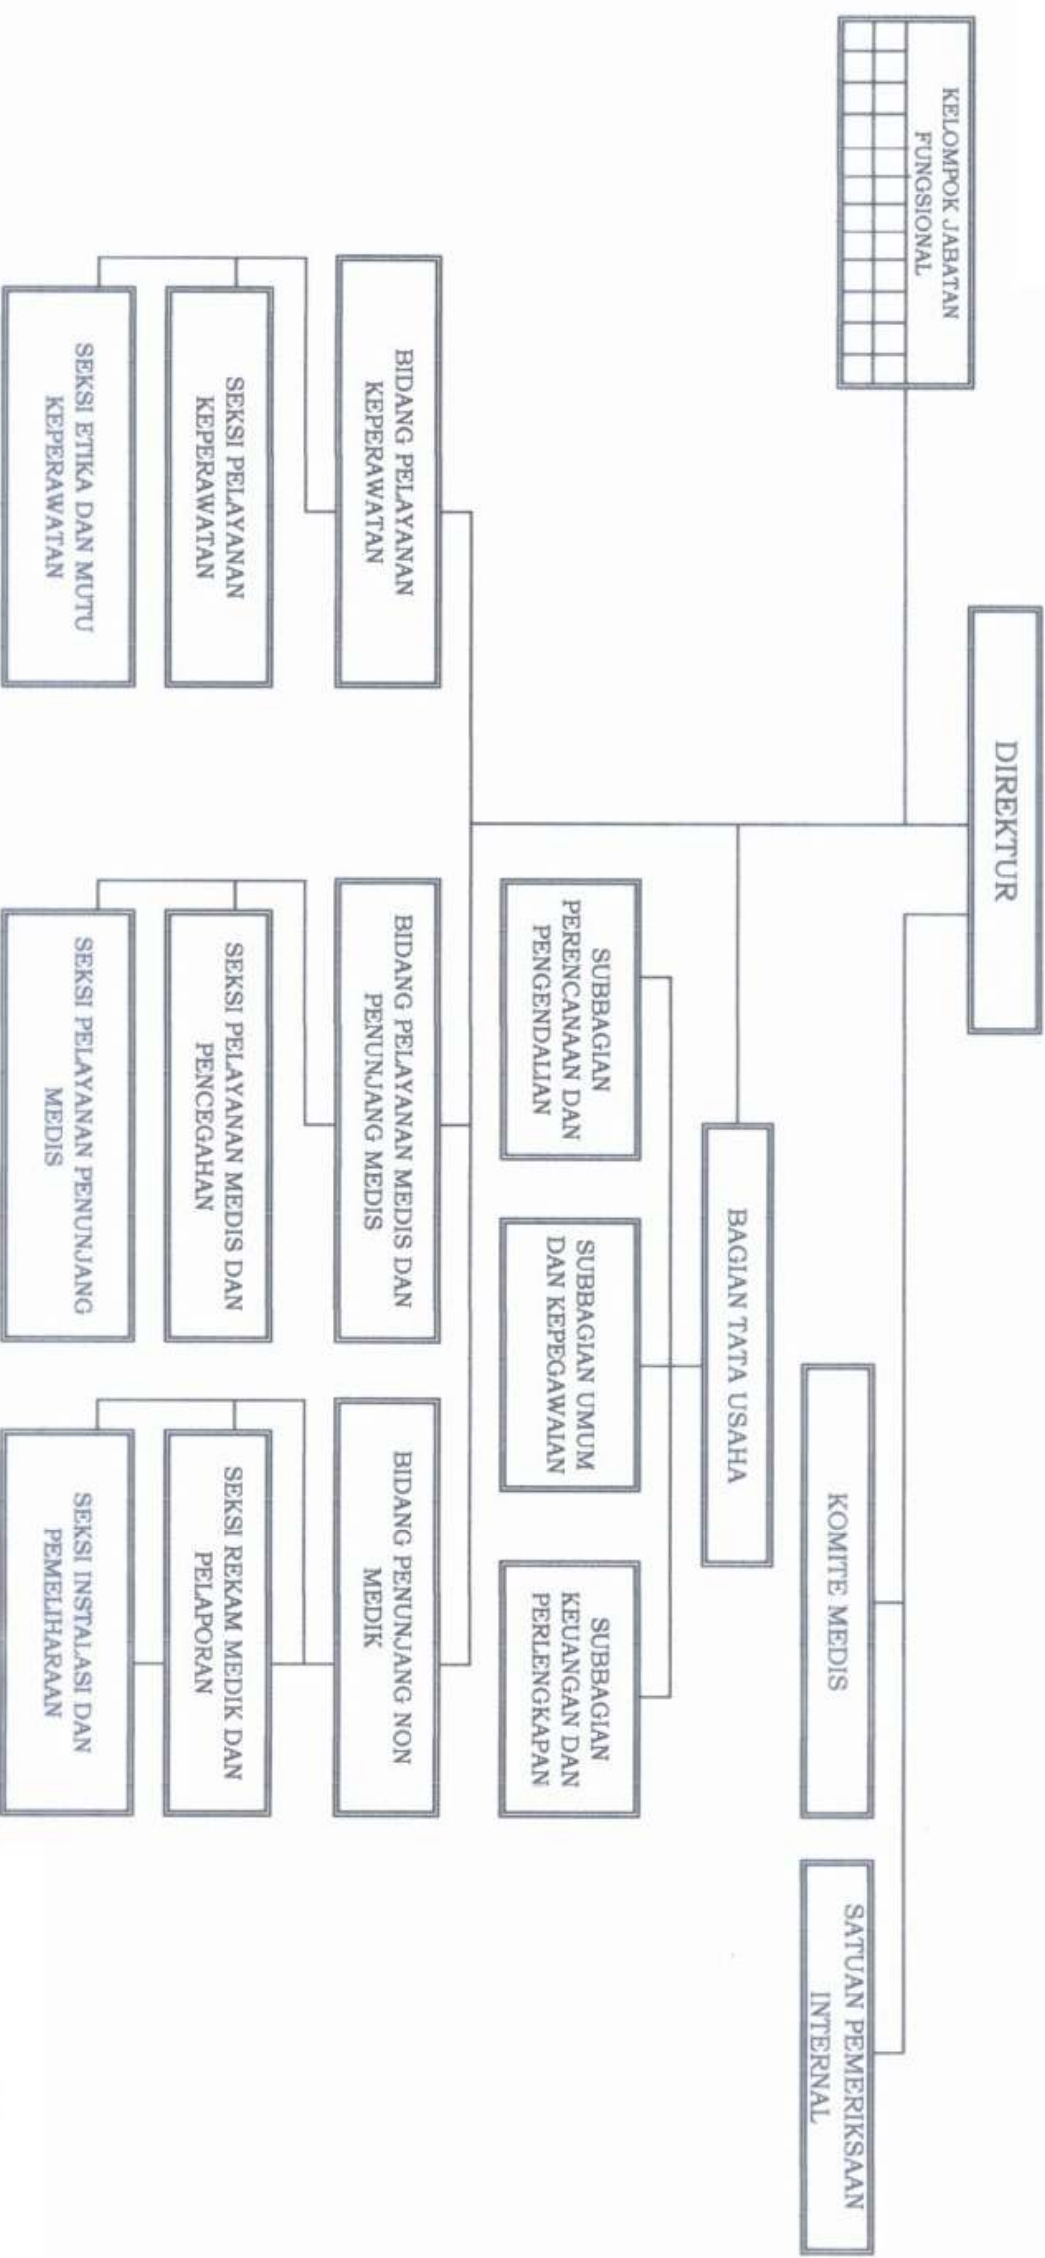 DIREKTUR
KELOMPOK JABATAN
FUNGSIONAL
KOMITE MEDIS
SATUAN PEMERIKSAAN
INTERNAL
BAGIAN TATA USAHA
SUBBAGIAN
PERENCANAAN DAN
PENGENDALIAN
SUBBAGIAN UMUM
DAN KEPEGAWAIAN
SUBBAGIAN
KEUANGAN DAN
PERLENGKAPAN
BIDANG PELAYANAN
KEPERAWATAN
BIDANG PELAYANAN MEDIS DAN
PENUNJANG MEDIS
BIDANG PENUNJANG NON
MEDIK
SEKSI PELAYANAN
KEPERAWATAN
SEKSI PELAYANAN MEDIS DAN
PENCEGAHAN
SEKSI REKAM MEDIK DAN
PELAPORAN
SEKSI ETIKA DAN MUTU
KEPERAWATAN
SEKSI PELAYANAN PENUNJANG
MEDIS
SEKSI INSTALASI DAN
PEMELIHARAAN